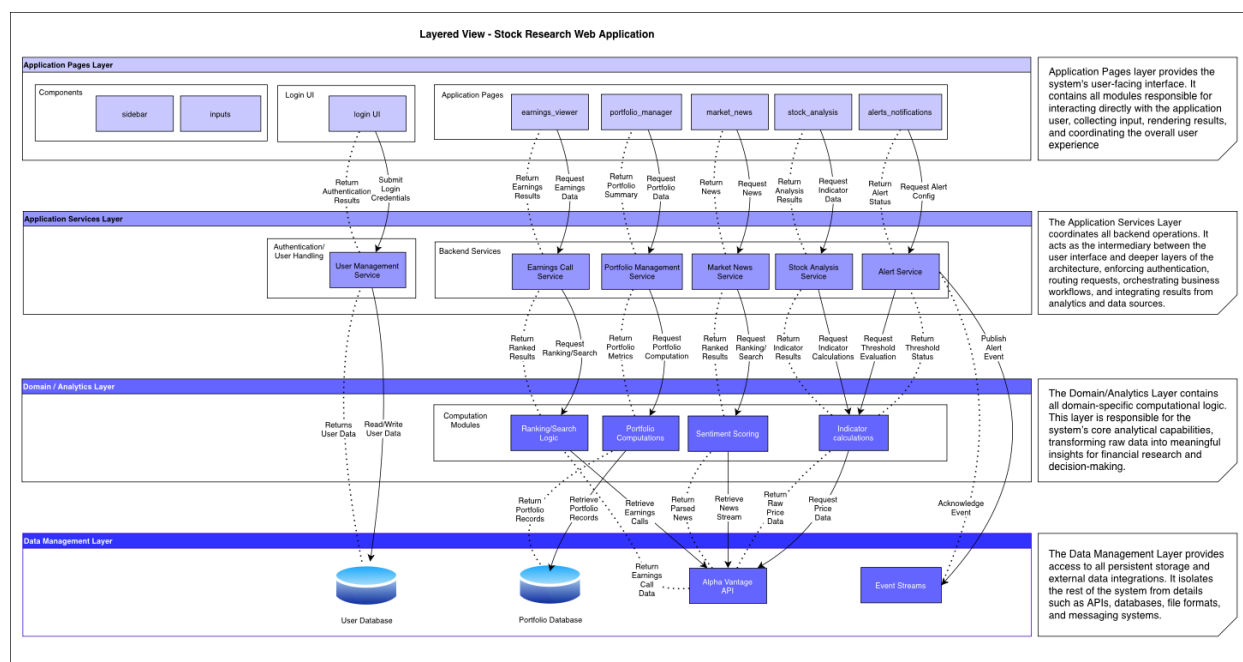 Layered View - Stock Research Web Application
Application Pages Layer
Components
sidebar
inputs
Login UI
login UI
Application Pages
earnings_viewer
portfolio_manager
market_news
stock_analysis
alerts_notifications
Application Pages layer provides the
system's user-facing interface. It
contains all modules responsible for
interacting directly with the application
user, collecting input, rendering results,
and coordinating the overall user
experience
Return
Authentication
Results
Submit
Login
Credentials
Return
Earnings
Results
Request
Earnings
Data
Return
Portfolio
Summary
Request
Portfolio
Data
Return
News
Request
News
Return
Analysis
Results
Request
Indicator
Data
Return
Alert
Status
Request Alert
Config
Application Services Layer
Authentication/
User Handling
User Management
Service
Backend Services
Earnings Call
Service
Portfolio Management
Service
Market News
Service
Stock Analysis
Service
Alert Service
The Application Services Layer
coordinates all backend operations. It
acts as the intermediary between the
user interface and deeper layers of the
architecture, enforcing authentication,
routing requests, orchestrating business
workflows, and integrating results from
analytics and data sources.
Return
Ranked
Results
Request
Ranking/Search
Return
Portfolio
Metrics
Request
Portfolio
Computation
Return
Ranked
Results
Request
Ranking/
Search
Return
Indicator
Results
Request
Indicator
Calculations
Request
Threshold
Evaluation
Return
Threshold
Status
Publish
Alert
Event
Domain / Analytics Layer
Returns
User Data
Read/Write
User Data
Computation
Modules
Ranking/Search
Logic
Portfolio
Computations
Sentiment Scoring
Indicator
calculations
The Domain/Analytics Layer contains
all domain-specific computational logic.
This layer is responsible for the
system's core analytical capabilities,
transforming raw data into meaningful
insights for financial research and
decision-making.
Return
Portfolio
Records
Retrieve
Portfolio
Records
Retrieve
Earnings
Calls
Return
Parsed
News
Retrieve
News
Stream
Return
Raw
Price
Data
Request
Price
Data
Acknowledge
Event
Data Management Layer
User Database
Portfolio Database
Return
Earnings
Call
Data
Alpha Vantage
API
Event Streams
The Data Management Layer provides
access to all persistent storage and
external data integrations. It isolates
the rest of the system from details
such as APIs, databases, file formats,
and messaging systems.